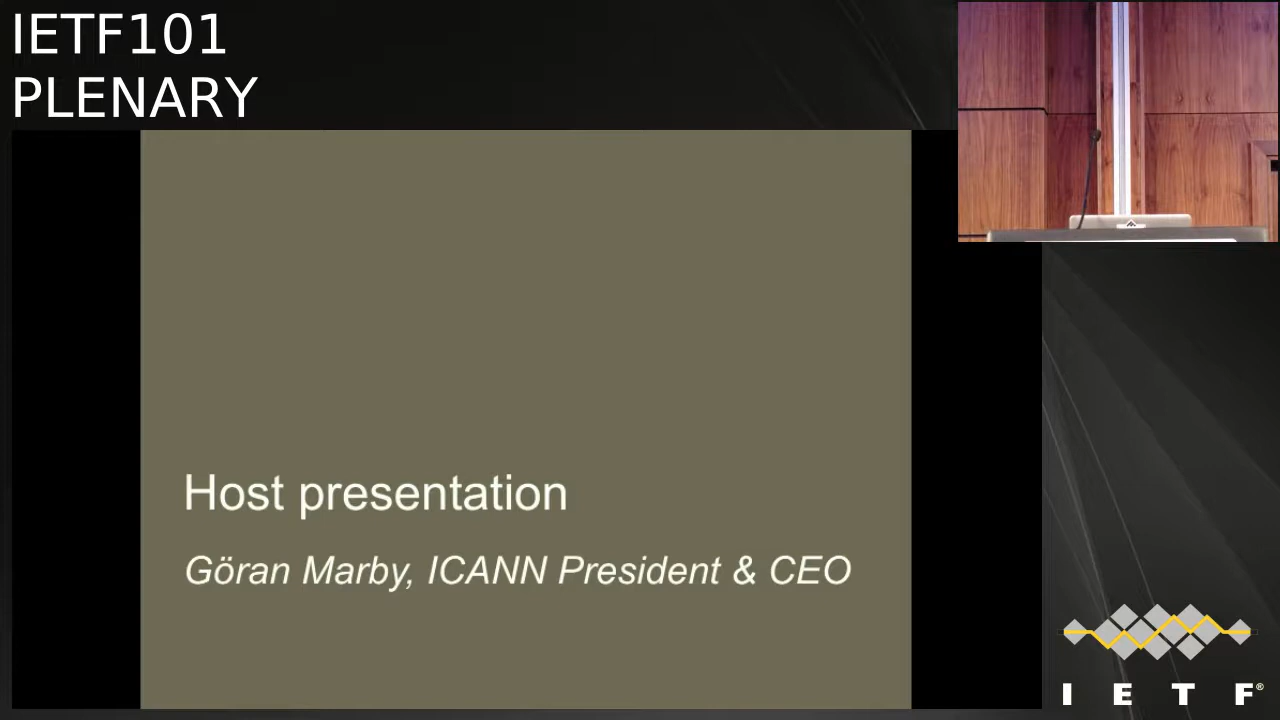 IETF101
PLENARY
Host presentation
Göran Marby, ICANN President & CEO
I E T F®